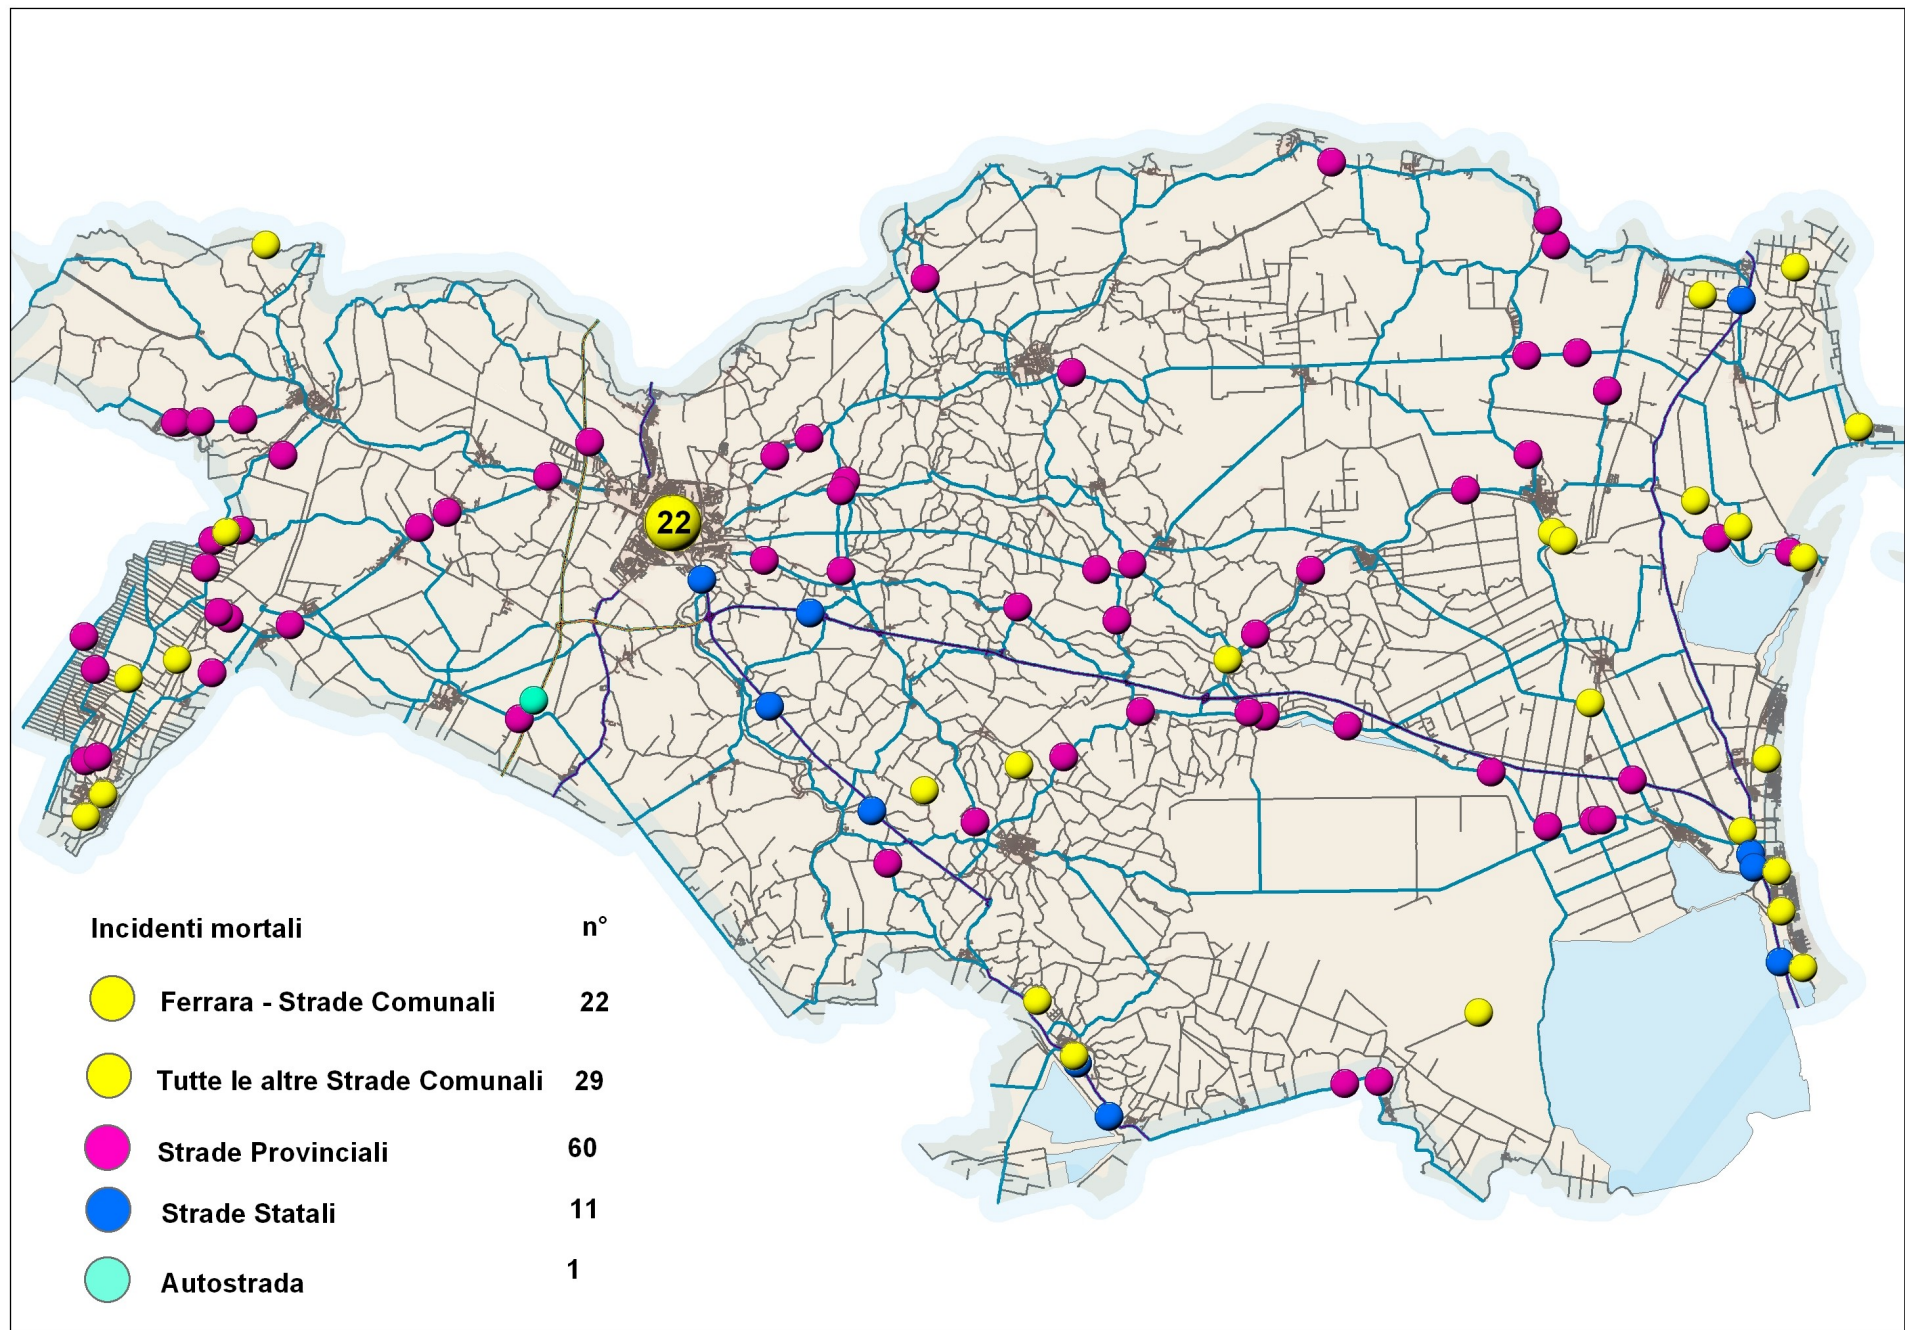 22
Incidenti mortali n°
Ferrara - Strade Comunali 22
Tutte le altre Strade Comunali 29
Strade Provinciali 60
Strade Statali 11
Autostrada 1